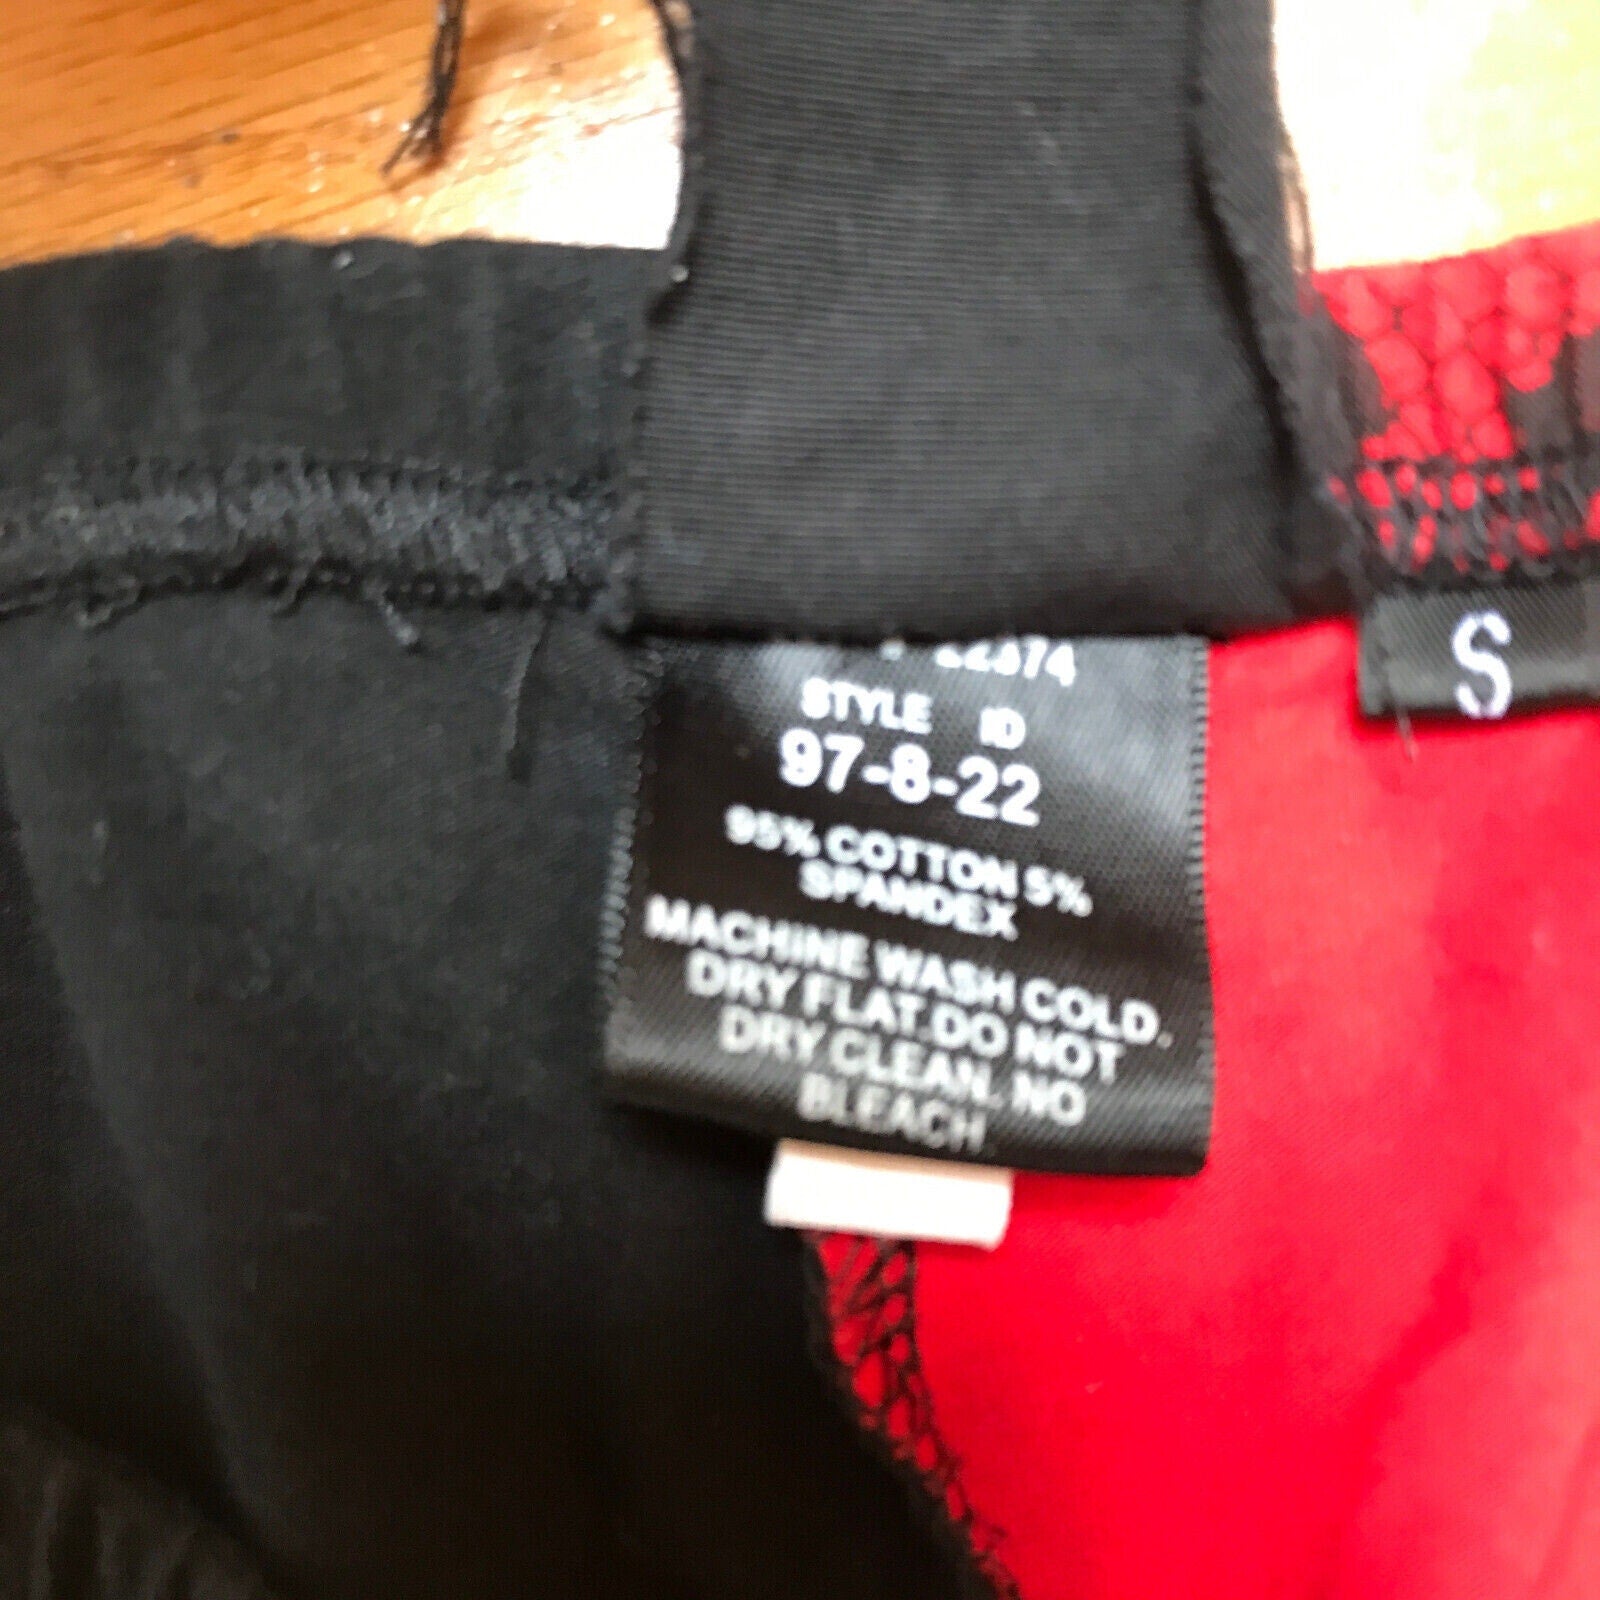 22374
STYLE ID
97-8-22
95% COTTON 5%
SPANDEX
MACHINE WASH COLD.
DRY FLAT.DO NOT
DRY CLEAN. NO
BLEACH
S